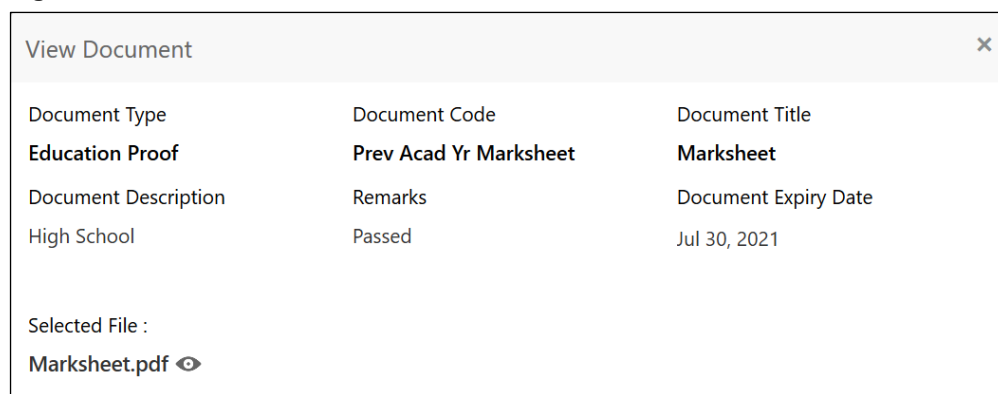 View Document ×
Document Type Document Code Document Title
Education Proof Prev Acad Yr Marksheet Marksheet
Document Description Remarks Document Expiry Date
High School Passed Jul 30, 2021
Selected File :
Marksheet.pdf